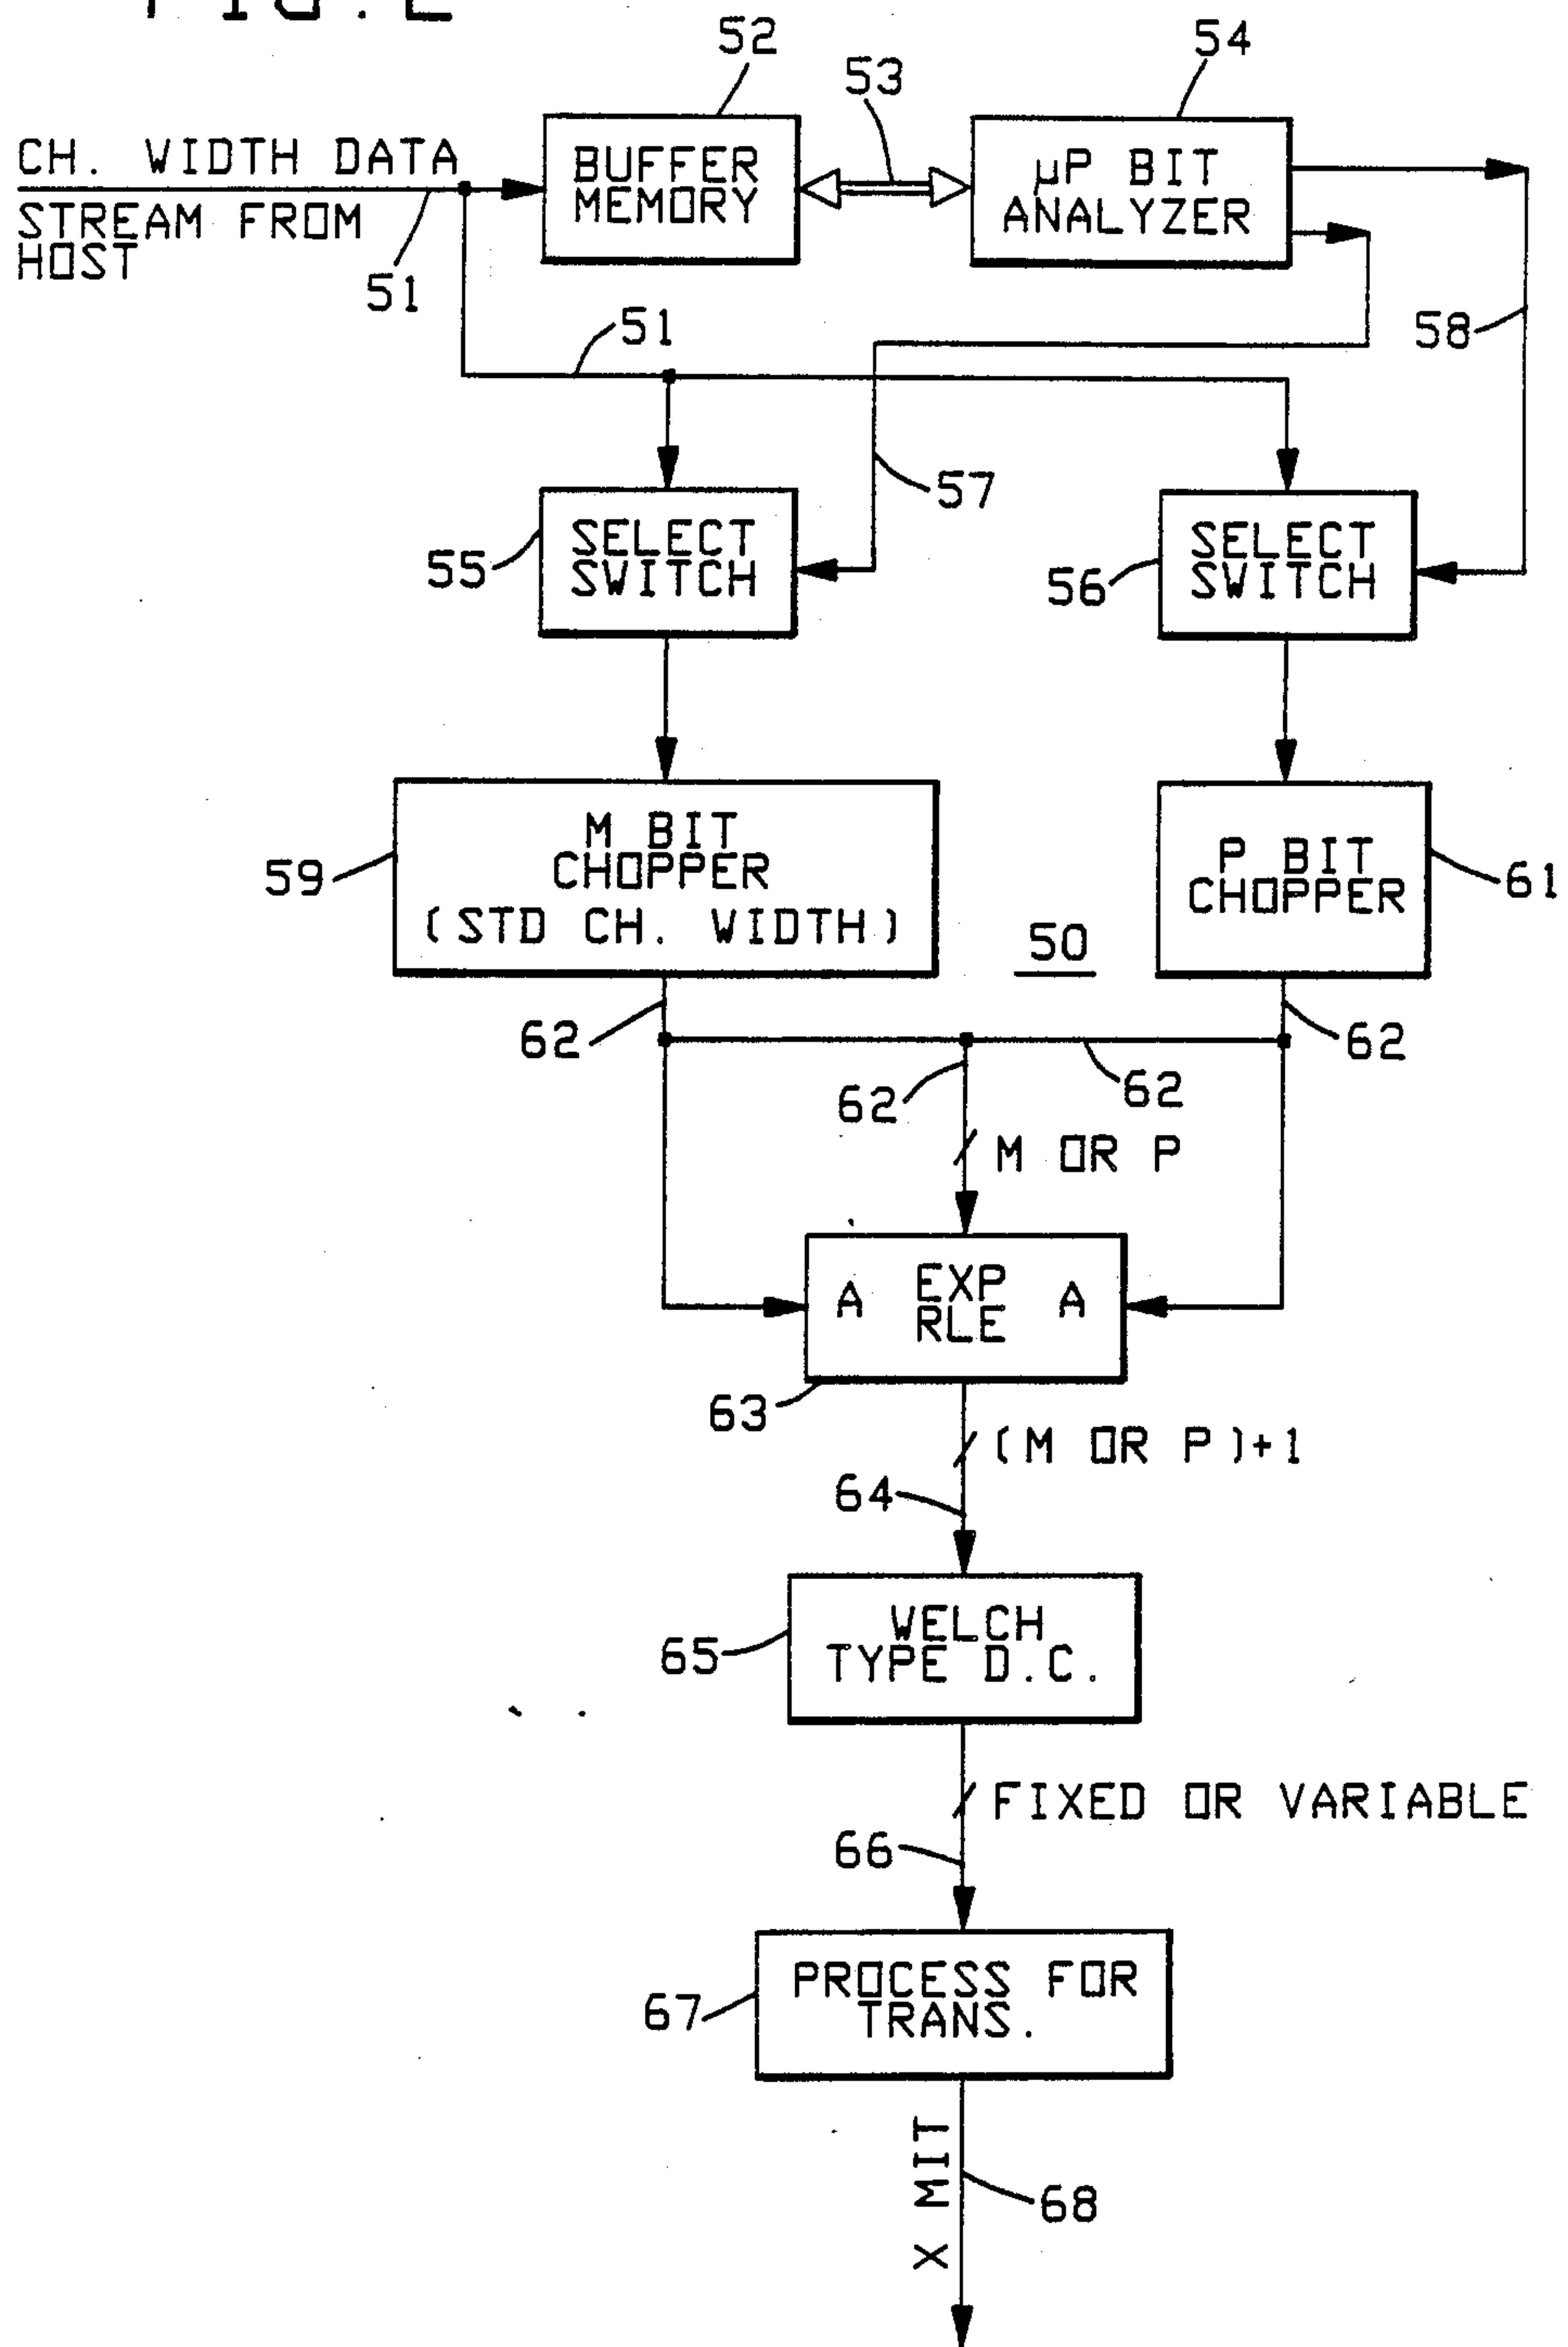 FIG.2
52
53
54
CH. WIDTH DATA
STREAM FROM
HOST
51
BUFFER
MEMORY
µP BIT
ANALYZER
51
58
57
55
SELECT
SWITCH
56
SELECT
SWITCH
59
M BIT
CHOPPER
(STD CH. WIDTH)
P BIT
CHOPPER
61
50
62
62
62
62
M OR P
A EXP A
RLE
63
(M OR P)+1
64
65
WELCH
TYPE D.C.
FIXED OR VARIABLE
66
67
PROCESS FOR
TRANS.
X MIT
68